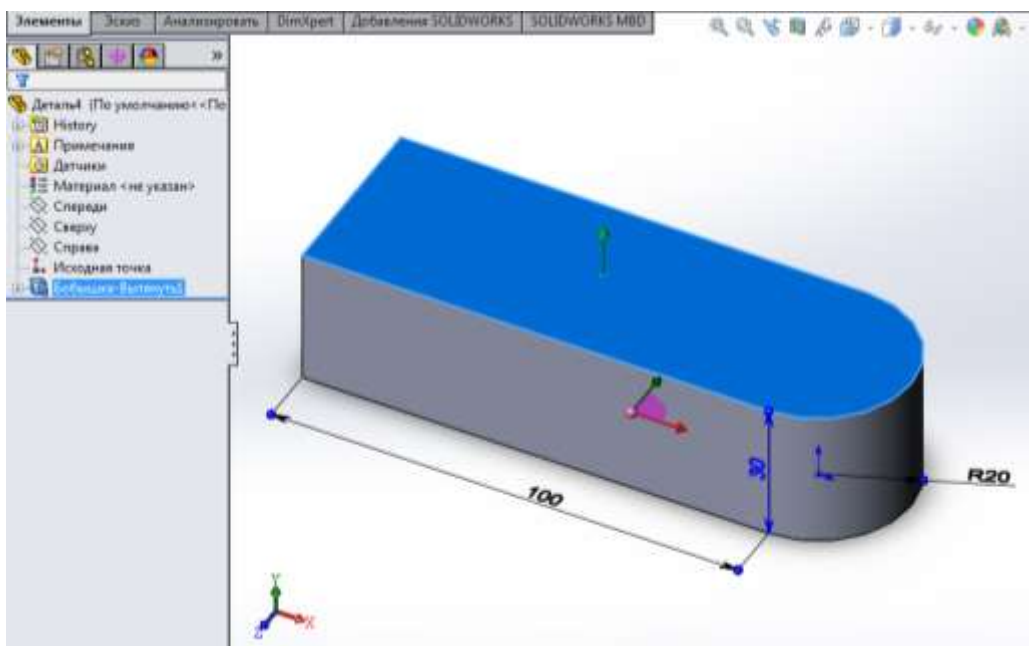 Элементы Эскиз Анализировать DimXpert Добавления SOLIDWORKS SOLIDWORKS MBD
»
Деталь4 (По умолчанию<<По
History
Примечания
Датчики
Материал <не указан>
Спереди
Сверху
Справа
Исходная точка
Бобышка-Вытянуть1
30
R20
100
Y
X
Z